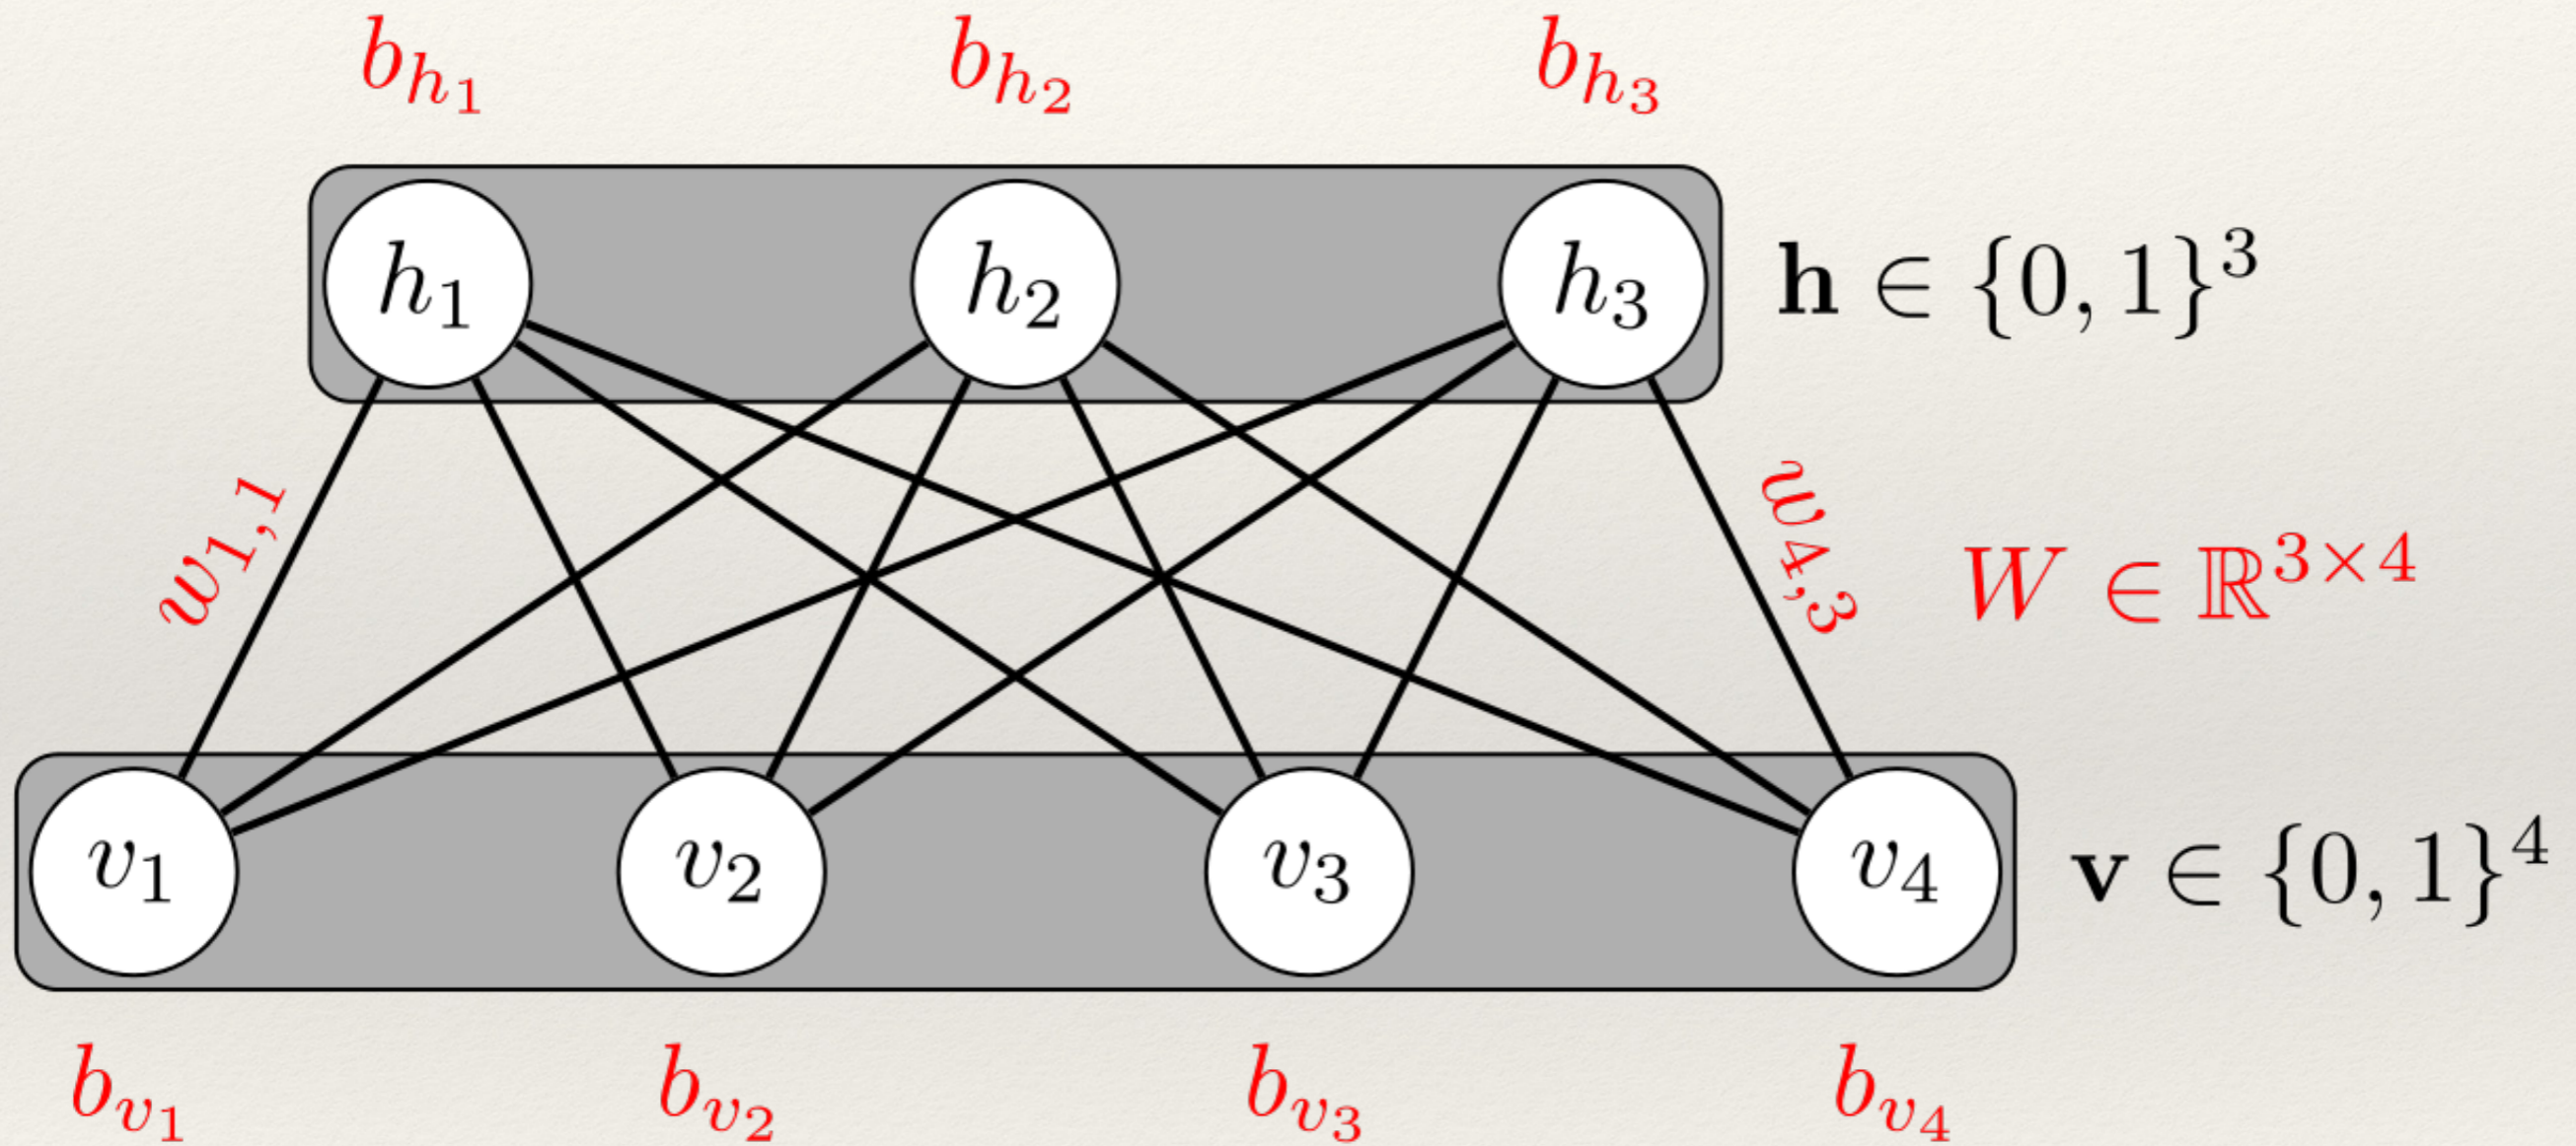 b_{h_1} b_{h_2} b_{h_3}
h_1 h_2 h_3 𝐡 ∈ {0, 1}^3
w_{1,1} w_{4,3} W ∈ ℝ^{3×4}
v_1 v_2 v_3 v_4 𝐯 ∈ {0, 1}^4
b_{v_1} b_{v_2} b_{v_3} b_{v_4}